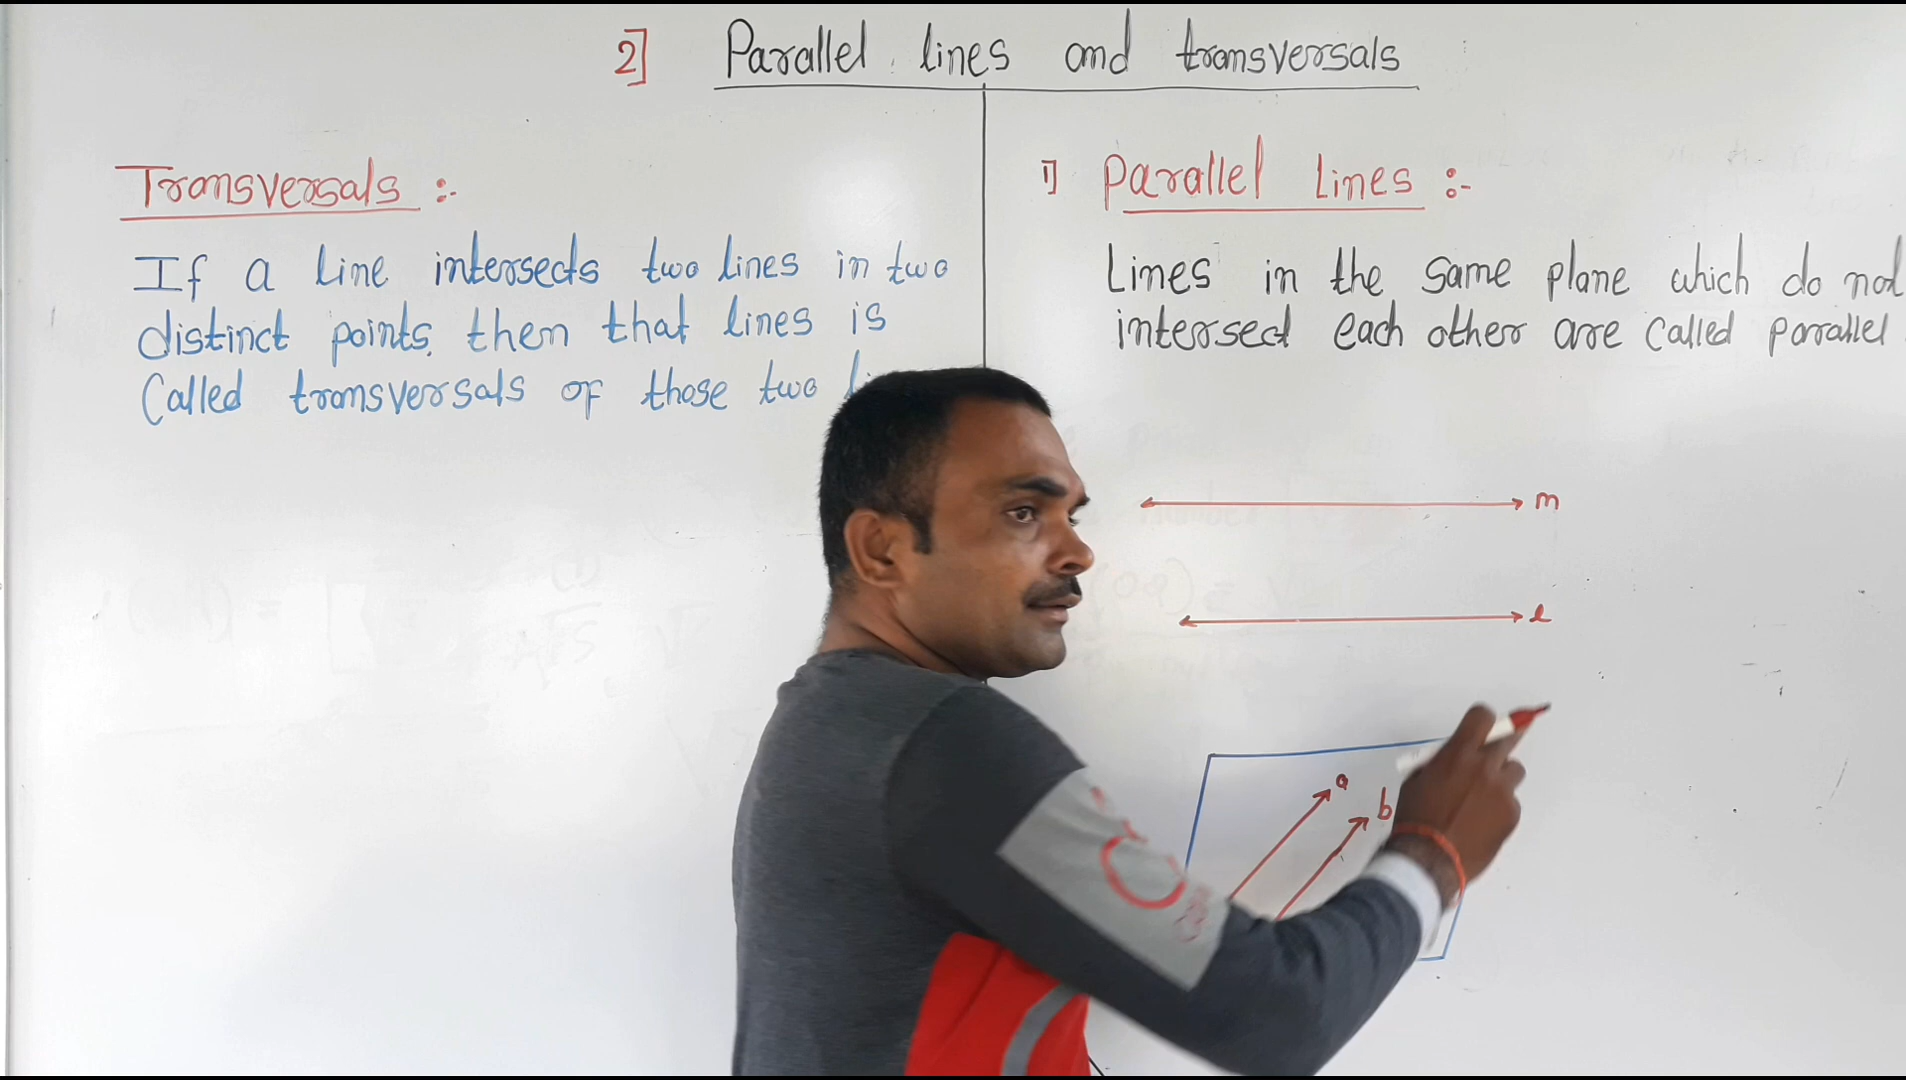 2] Parallel lines and transversals
Transversals :-
If a line intersects two lines in two
distinct points, then that lines is
Called transversals of those two
1] Parallel Lines :-
Lines in the same plane which do not
intersect each other are called parallel
m
l
a
b